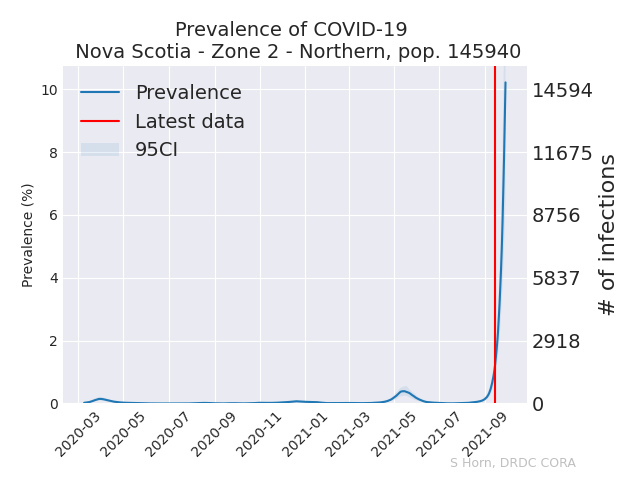 Prevalence of COVID-19
Nova Scotia - Zone 2 - Northern, pop. 145940
Prevalence
Latest data
95CI
Prevalence (%)
10
8
6
4
2
0
14594
11675
8756
5837
2918
0
# of infections
2020-03
2020-05
2020-07
2020-09
2020-11
2021-01
2021-03
2021-05
2021-07
2021-09
S Horn, DRDC CORA